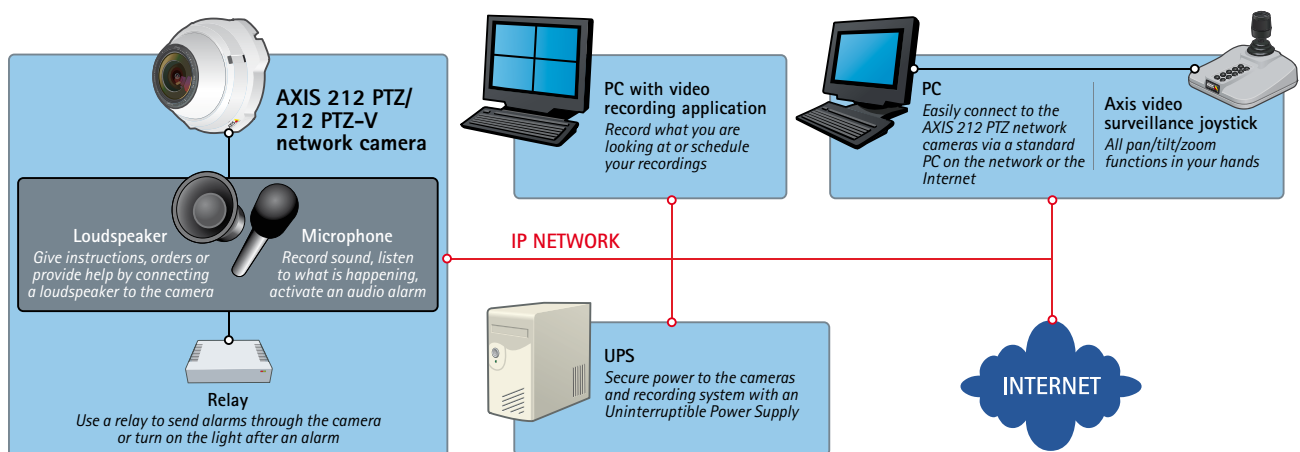 AXIS 212 PTZ/
212 PTZ-V
network camera
Loudspeaker
Give instructions, orders or
provide help by connecting
a loudspeaker to the camera
Microphone
Record sound, listen
to what is happening,
activate an audio alarm
Relay
Use a relay to send alarms through the camera
or turn on the light after an alarm
PC with video
recording application
Record what you are
looking at or schedule
your recordings
PC
Easily connect to the
AXIS 212 PTZ network
cameras via a standard
PC on the network or the
Internet
Axis video
surveillance joystick
All pan/tilt/zoom
functions in your hands
IP NETWORK
UPS
Secure power to the cameras
and recording system with an
Uninterruptible Power Supply
INTERNET